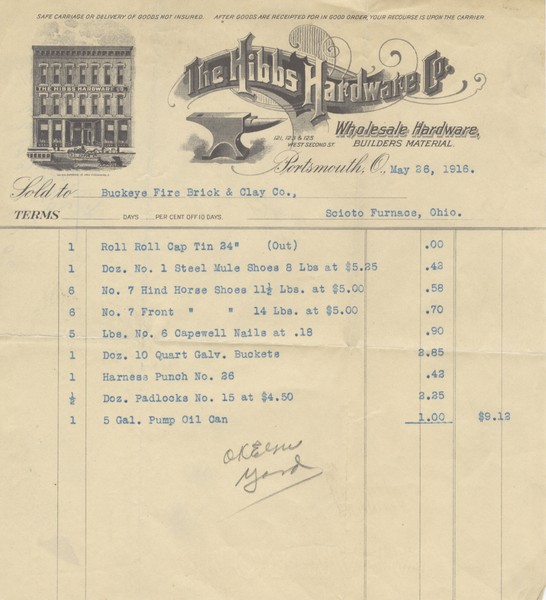 SAFE CARRIAGE OR DELIVERY OF GOODS NOT INSURED. AFTER GOODS ARE RECEIPTED FOR IN GOOD ORDER, YOUR RECOURSE IS UPON THE CARRIER.
THE HIBBS HARDWARE CO.
The Hibbs Hardware Co.
121, 123 & 125
WEST SECOND ST.
Wholesale Hardware,
BUILDERS MATERIAL.
Portsmouth, O., May 26, 1916.
Sold to Buckeye Fire Brick & Clay Co.,
TERMS DAYS PER CENT OFF 10 DAYS. Scioto Furnace, Ohio.
1 Roll Roll Cap Tin 24" (Out) .00
1 Doz. No. 1 Steel Mule Shoes 8 Lbs at $5.25 .42
6 No. 7 Hind Horse Shoes 11½ Lbs. at $5.00 .58
6 No. 7 Front " " 14 Lbs. at $5.00 .70
5 Lbs. No. 6 Capewell Nails at .18 .90
1 Doz. 10 Quart Galv. Buckets 2.85
1 Harness Punch No. 26 .42
½ Doz. Padlocks No. 15 at $4.50 2.25
1 5 Gal. Pump Oil Can 1.00 $9.12
Yard